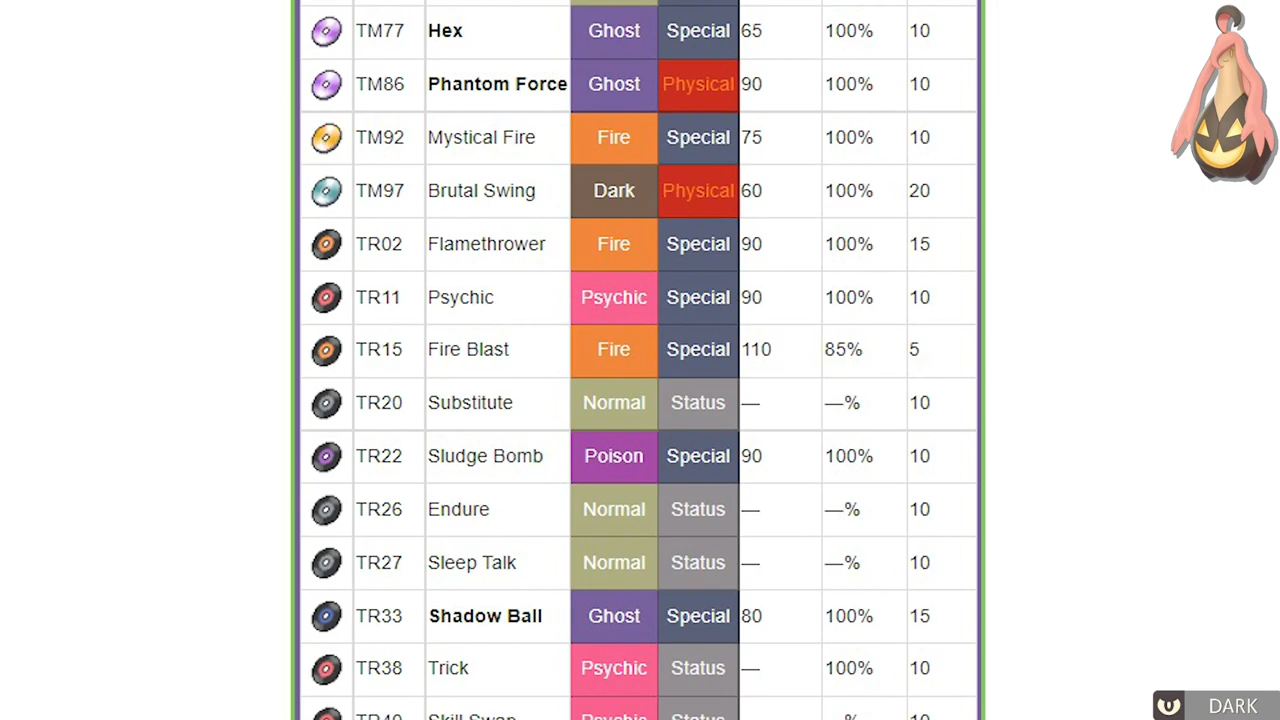 TM77 Hex Ghost Special 65 100% 10
TM86 Phantom Force Ghost Physical 90 100% 10
TM92 Mystical Fire Fire Special 75 100% 10
TM97 Brutal Swing Dark Physical 60 100% 20
TR02 Flamethrower Fire Special 90 100% 15
TR11 Psychic Psychic Special 90 100% 10
TR15 Fire Blast Fire Special 110 85% 5
TR20 Substitute Normal Status — —% 10
TR22 Sludge Bomb Poison Special 90 100% 10
TR26 Endure Normal Status — —% 10
TR27 Sleep Talk Normal Status — —% 10
TR33 Shadow Ball Ghost Special 80 100% 15
TR38 Trick Psychic Status — 100% 10
Skill Swap Psychic Status
DARK